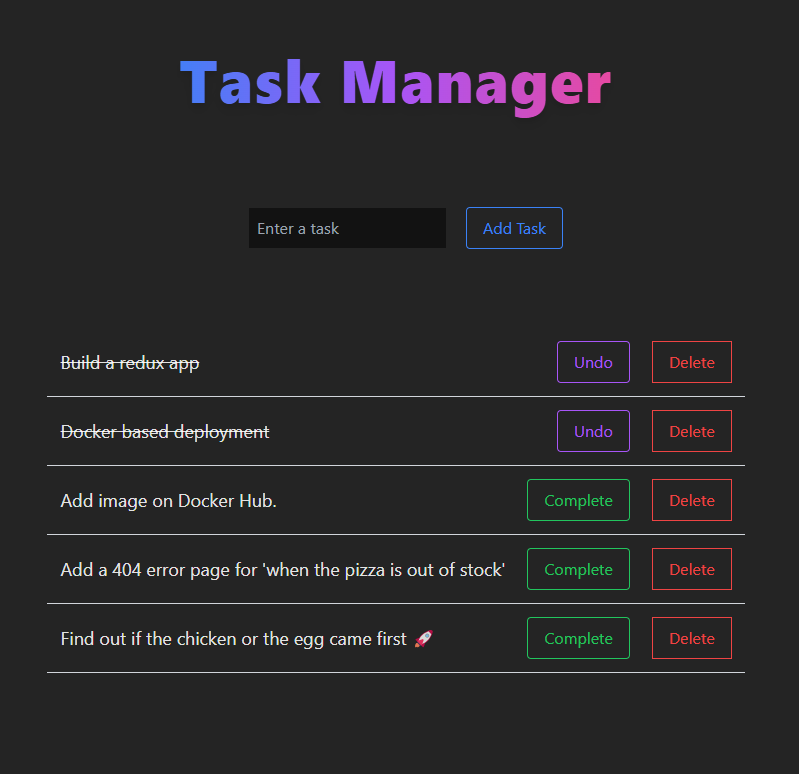 Task Manager
Enter a task Add Task
Build a redux app Undo Delete
Docker based deployment Undo Delete
Add image on Docker Hub. Complete Delete
Add a 404 error page for 'when the pizza is out of stock' Complete Delete
Find out if the chicken or the egg came first 🚀 Complete Delete